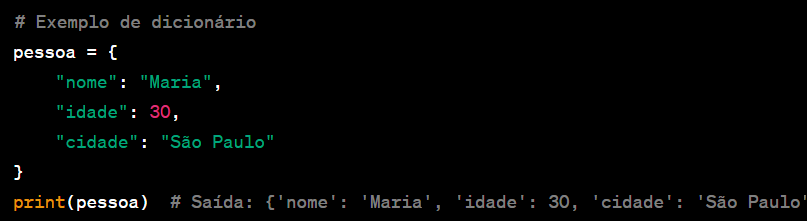 # Exemplo de dicionário
pessoa = {
    "nome": "Maria",
    "idade": 30,
    "cidade": "São Paulo"
}
print(pessoa)  # Saída: {'nome': 'Maria', 'idade': 30, 'cidade': 'São Paulo'